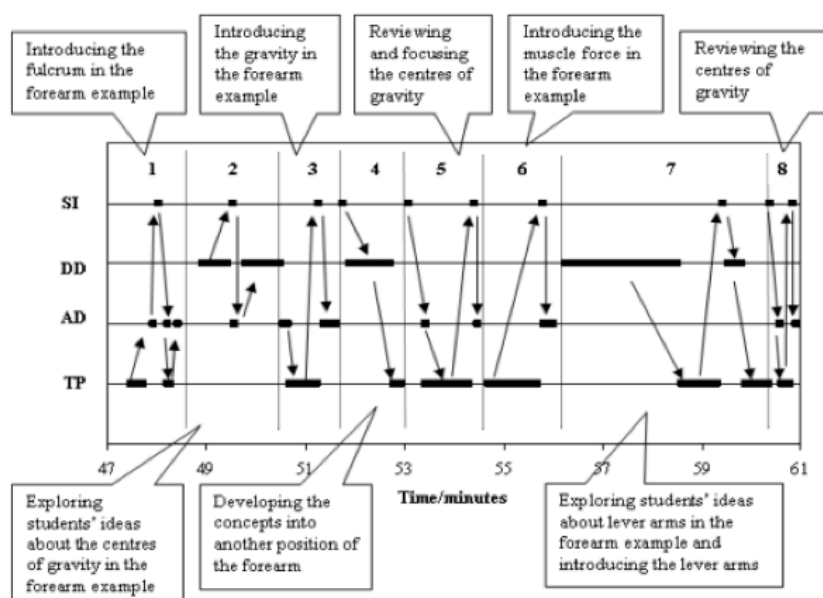 Introducing the
fulcrum in the
forearm example
Introducing
the gravity in
the forearm
example
Reviewing
and focusing
the centres of
gravity
Introducing the
muscle force in
the forearm
example
Reviewing the
centres of
gravity
1 2 3 4 5 6 7 8
SI
DD
AD
TP
47 49 51 53 55 57 59 61
Time/minutes
Exploring
students' ideas
about the centres
of gravity in the
forearm example
Developing the
concepts into
another position of
the forearm
Exploring students' ideas
about lever arms in the
forearm example and
introducing the lever arms